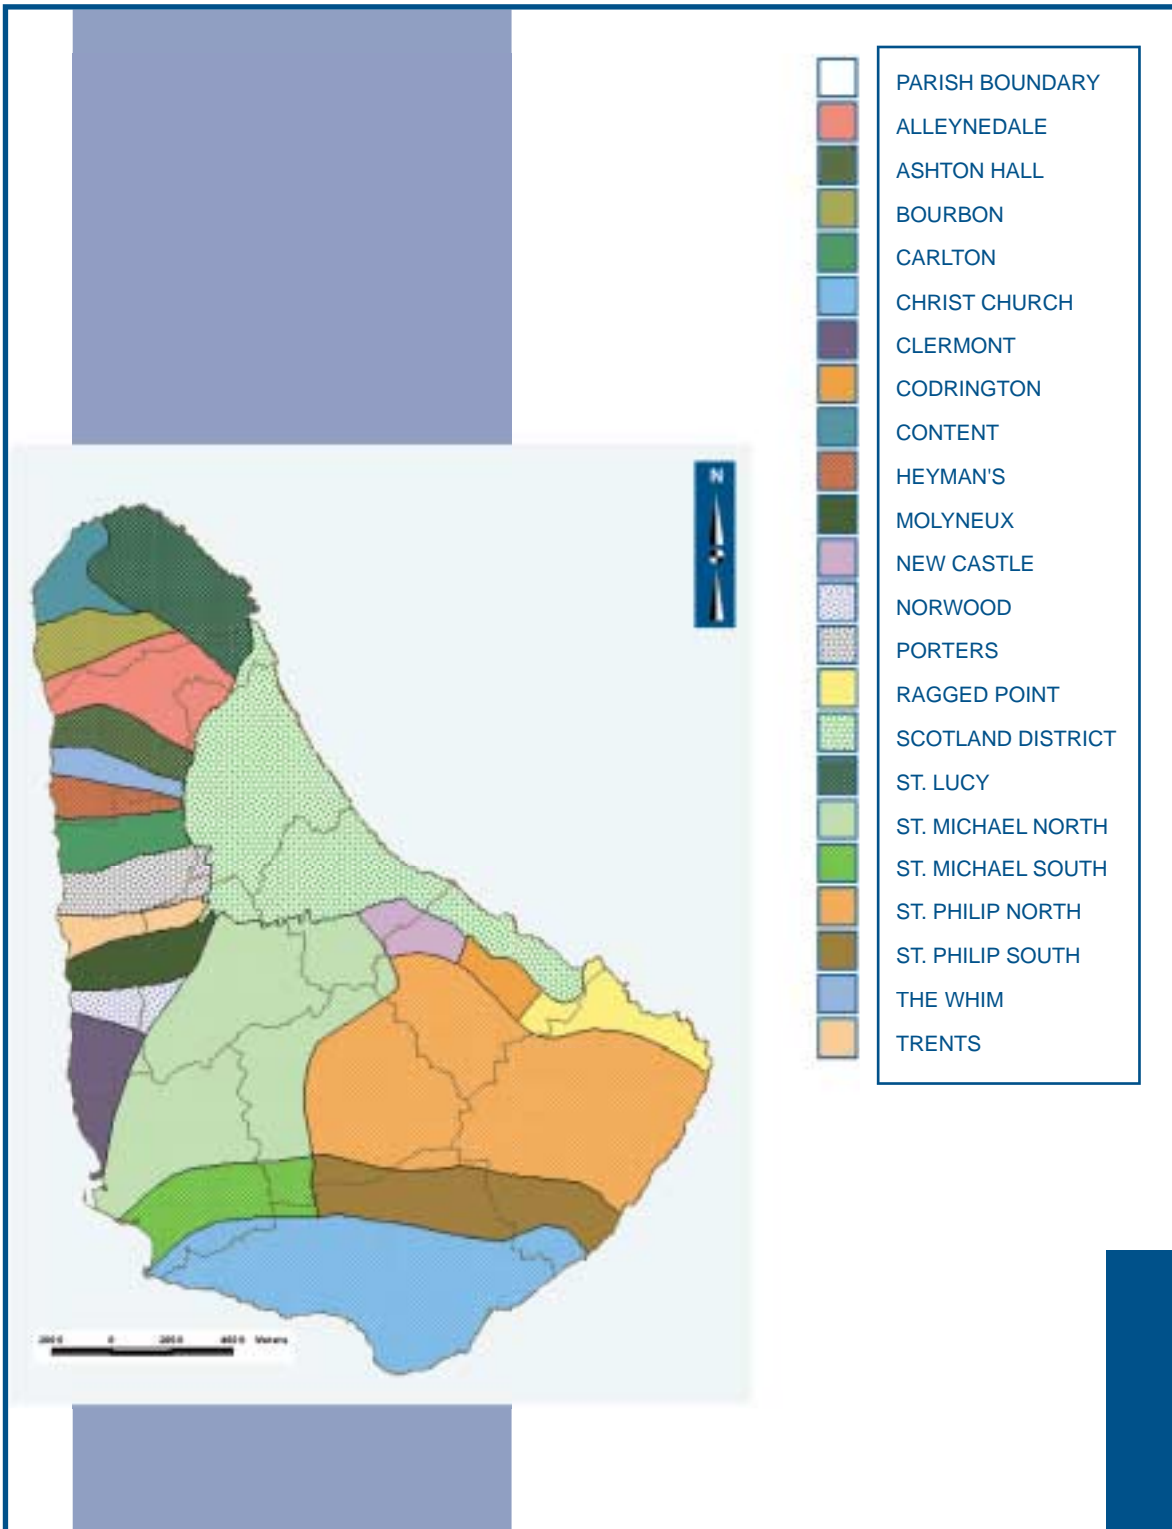 PARISH BOUNDARY
ALLEYNEDALE
ASHTON HALL
BOURBON
CARLTON
CHRIST CHURCH
CLERMONT
CODRINGTON
CONTENT
HEYMAN'S
MOLYNEUX
NEW CASTLE
NORWOOD
PORTERS
RAGGED POINT
SCOTLAND DISTRICT
ST. LUCY
ST. MICHAEL NORTH
ST. MICHAEL SOUTH
ST. PHILIP NORTH
ST. PHILIP SOUTH
THE WHIM
TRENTS
N
0 Meters